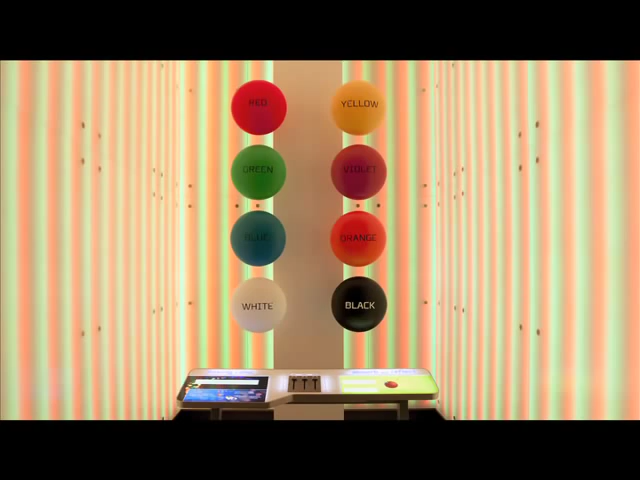 RED
YELLOW
GREEN
VIOLET
BLUE
ORANGE
WHITE
BLACK